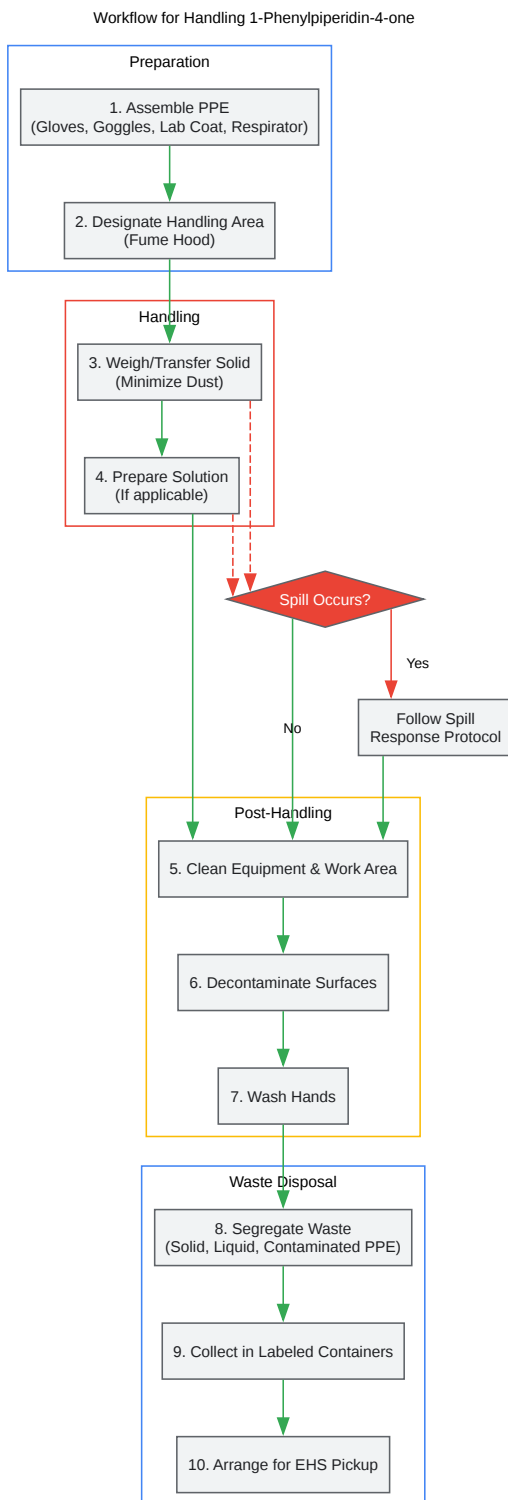 Workflow for Handling 1-Phenylpiperidin-4-one
Preparation
1. Assemble PPE
(Gloves, Goggles, Lab Coat, Respirator)
2. Designate Handling Area
(Fume Hood)
Handling
3. Weigh/Transfer Solid
(Minimize Dust)
4. Prepare Solution
(If applicable)
Spill Occurs?
Yes
Follow Spill
Response Protocol
No
Post-Handling
5. Clean Equipment & Work Area
6. Decontaminate Surfaces
7. Wash Hands
Waste Disposal
8. Segregate Waste
(Solid, Liquid, Contaminated PPE)
9. Collect in Labeled Containers
10. Arrange for EHS Pickup